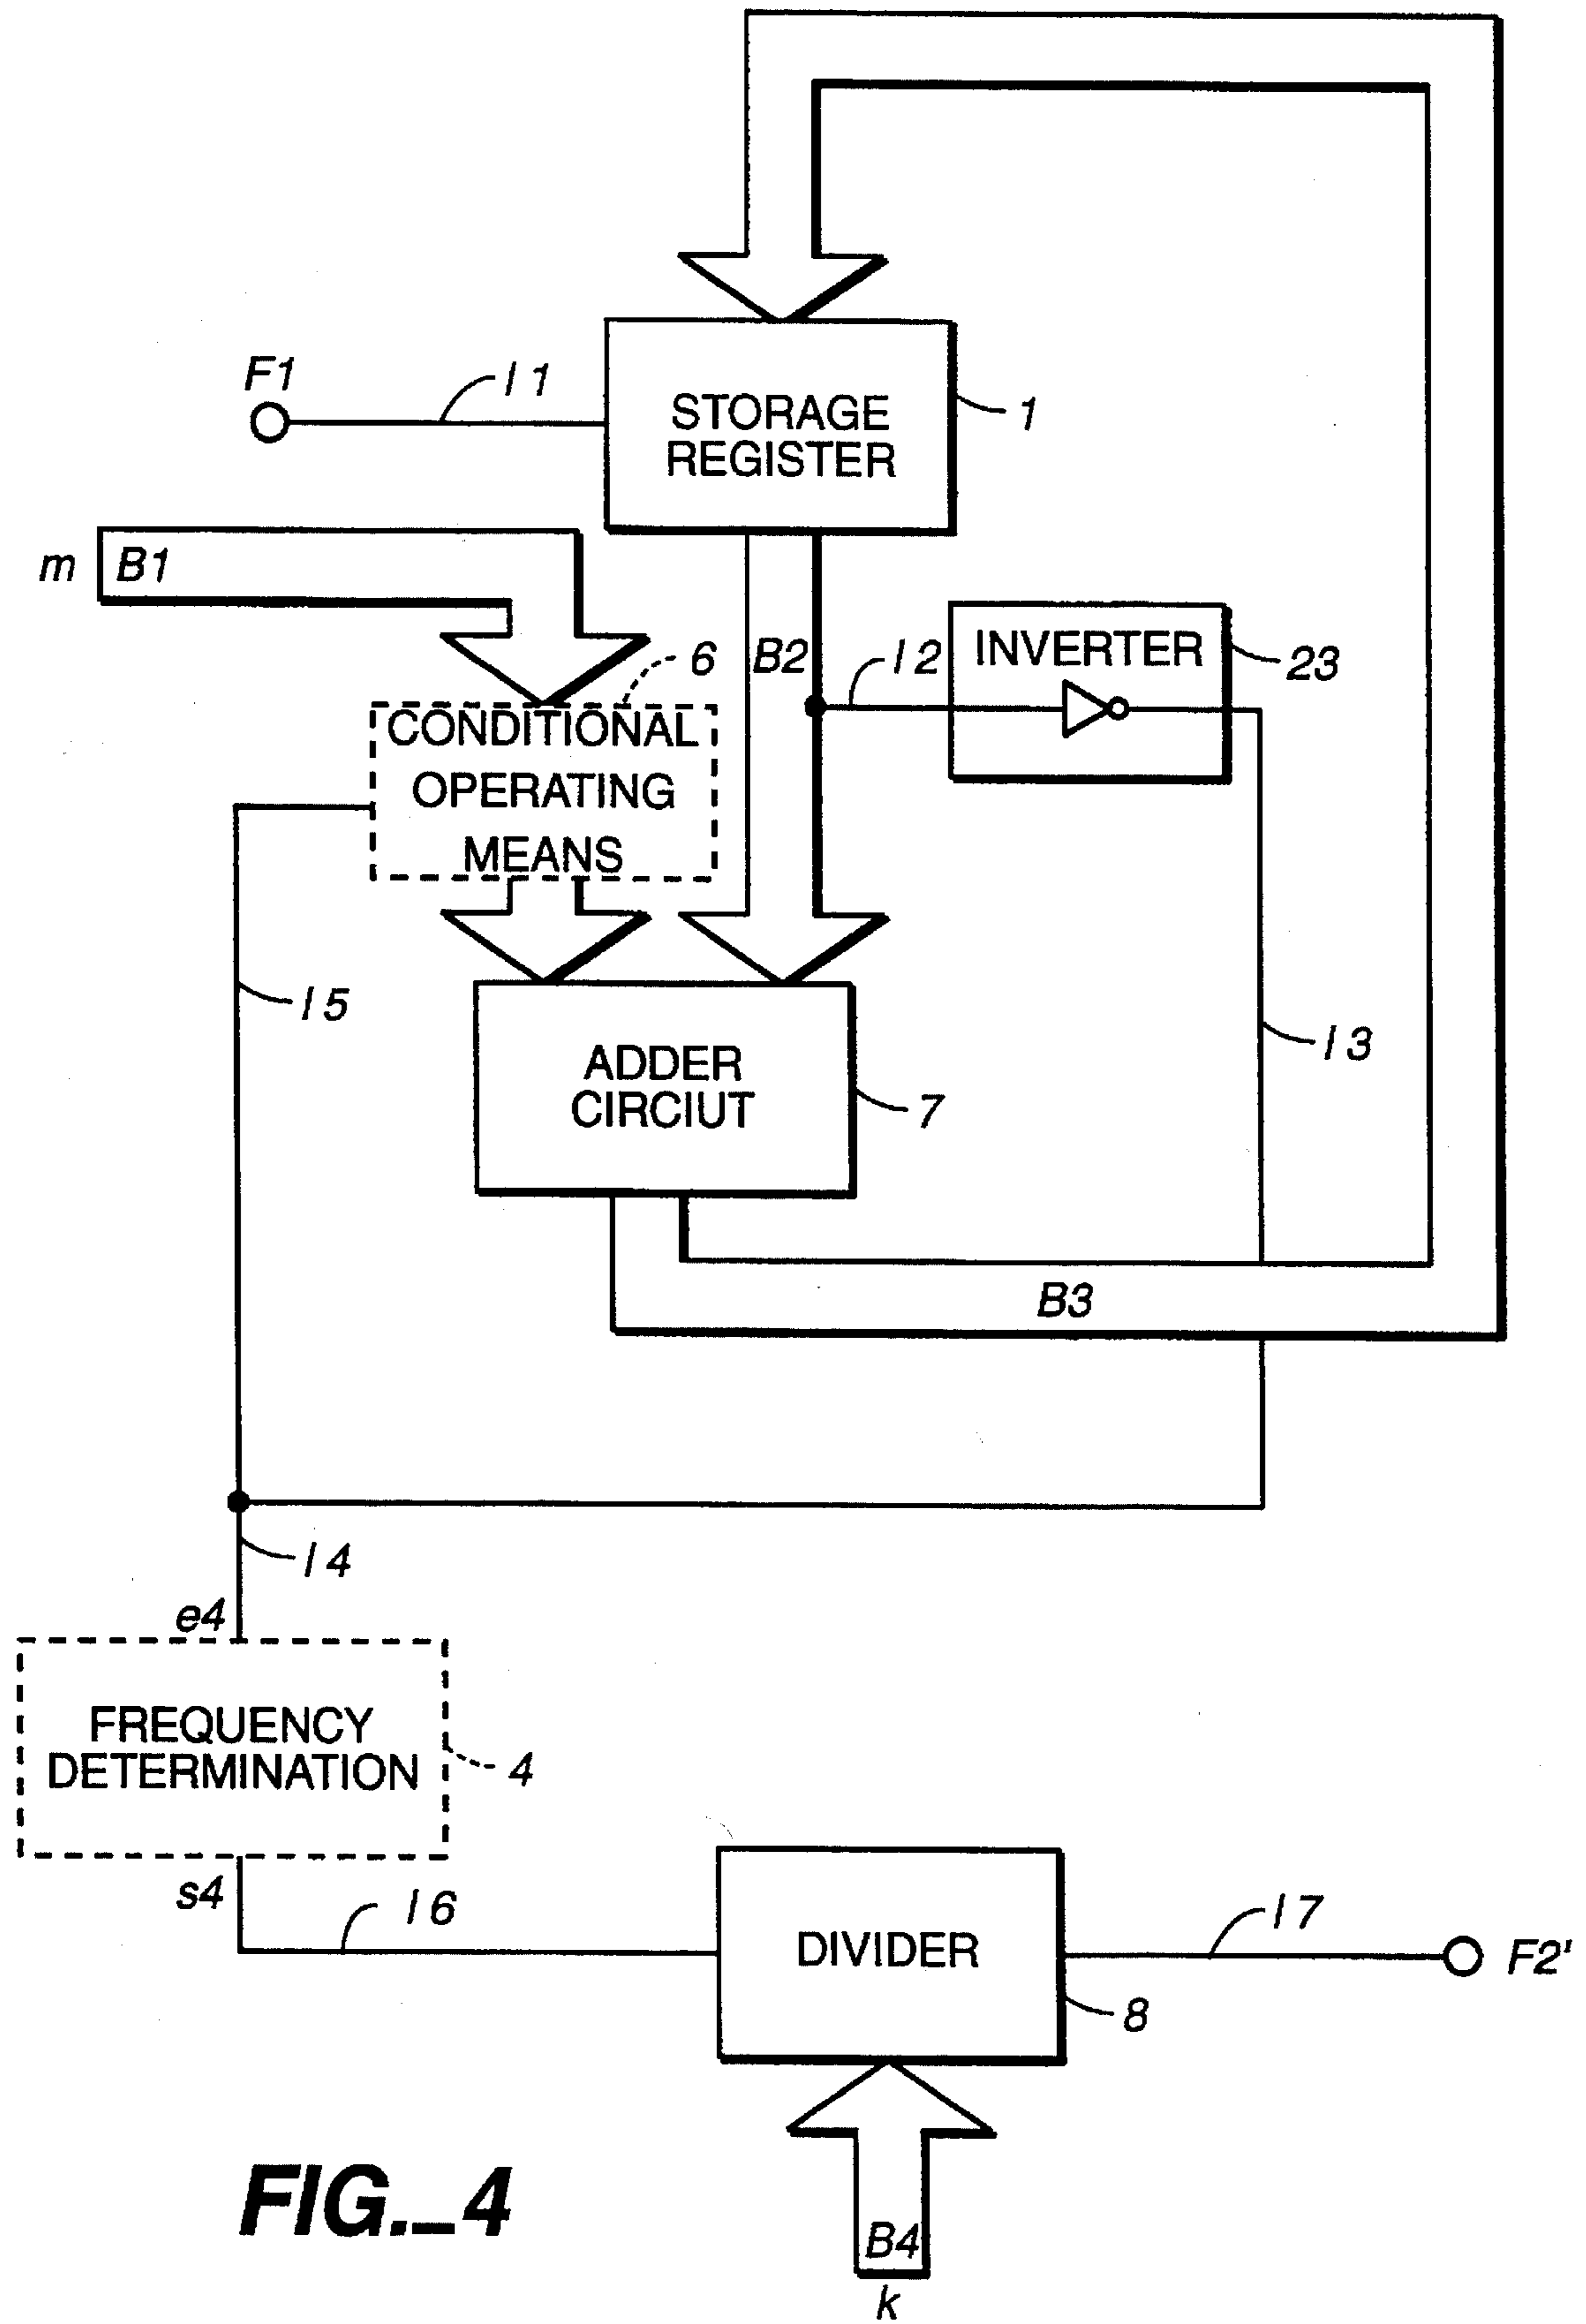 F1
l1
STORAGE
REGISTER
1
m
B1
B2
l2
INVERTER
23
6
CONDITIONAL
OPERATING
MEANS
l5
ADDER
CIRCIUT
7
l3
B3
l4
e4
FREQUENCY
DETERMINATION
4
s4
l6
DIVIDER
l7
F2'
8
B4
k
FIG._4